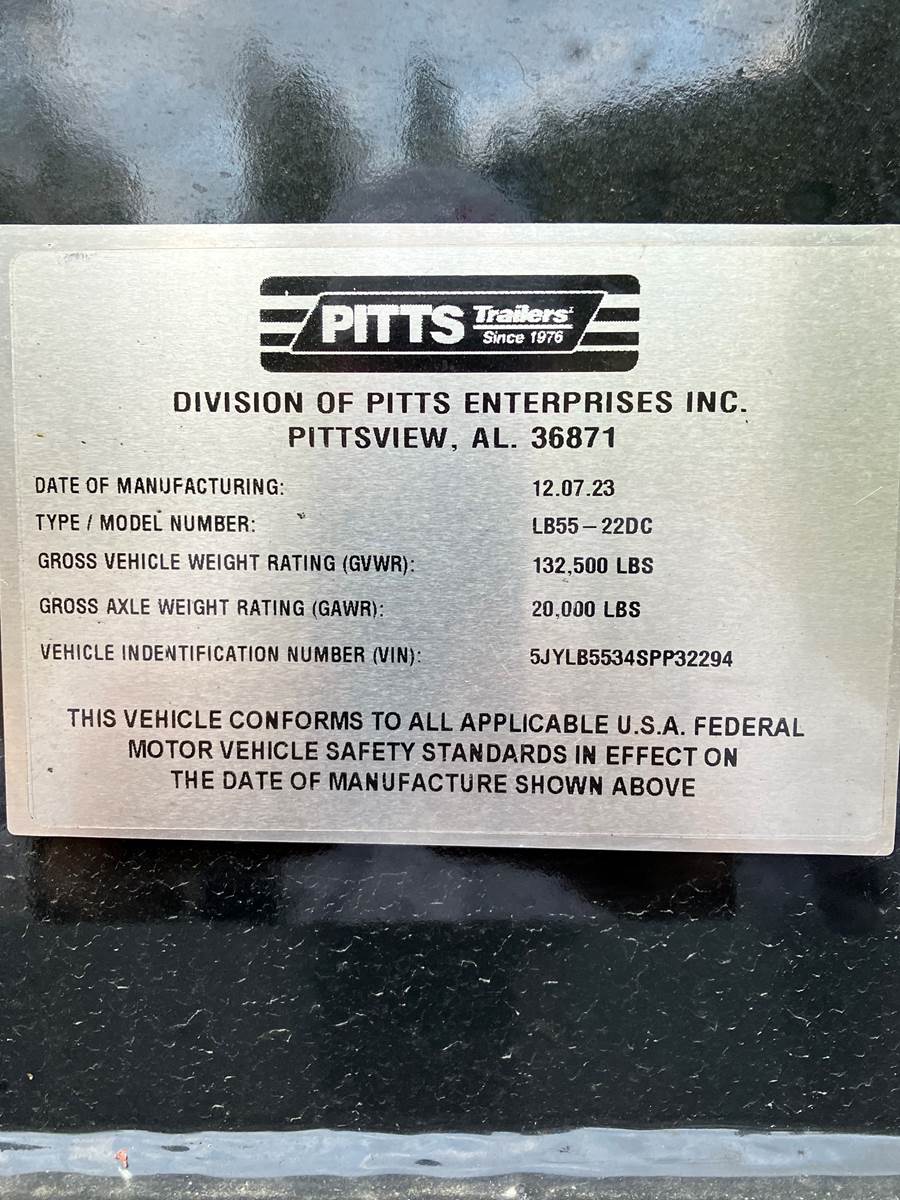 PITTS Trailers
Since 1976
DIVISION OF PITTS ENTERPRISES INC.
PITTSVIEW, AL. 36871
DATE OF MANUFACTURING: 12.07.23
TYPE / MODEL NUMBER: LB55-22DC
GROSS VEHICLE WEIGHT RATING (GVWR): 132,500 LBS
GROSS AXLE WEIGHT RATING (GAWR): 20,000 LBS
VEHICLE INDENTIFICATION NUMBER (VIN): 5JYLB5534SPP32294
THIS VEHICLE CONFORMS TO ALL APPLICABLE U.S.A. FEDERAL
MOTOR VEHICLE SAFETY STANDARDS IN EFFECT ON
THE DATE OF MANUFACTURE SHOWN ABOVE